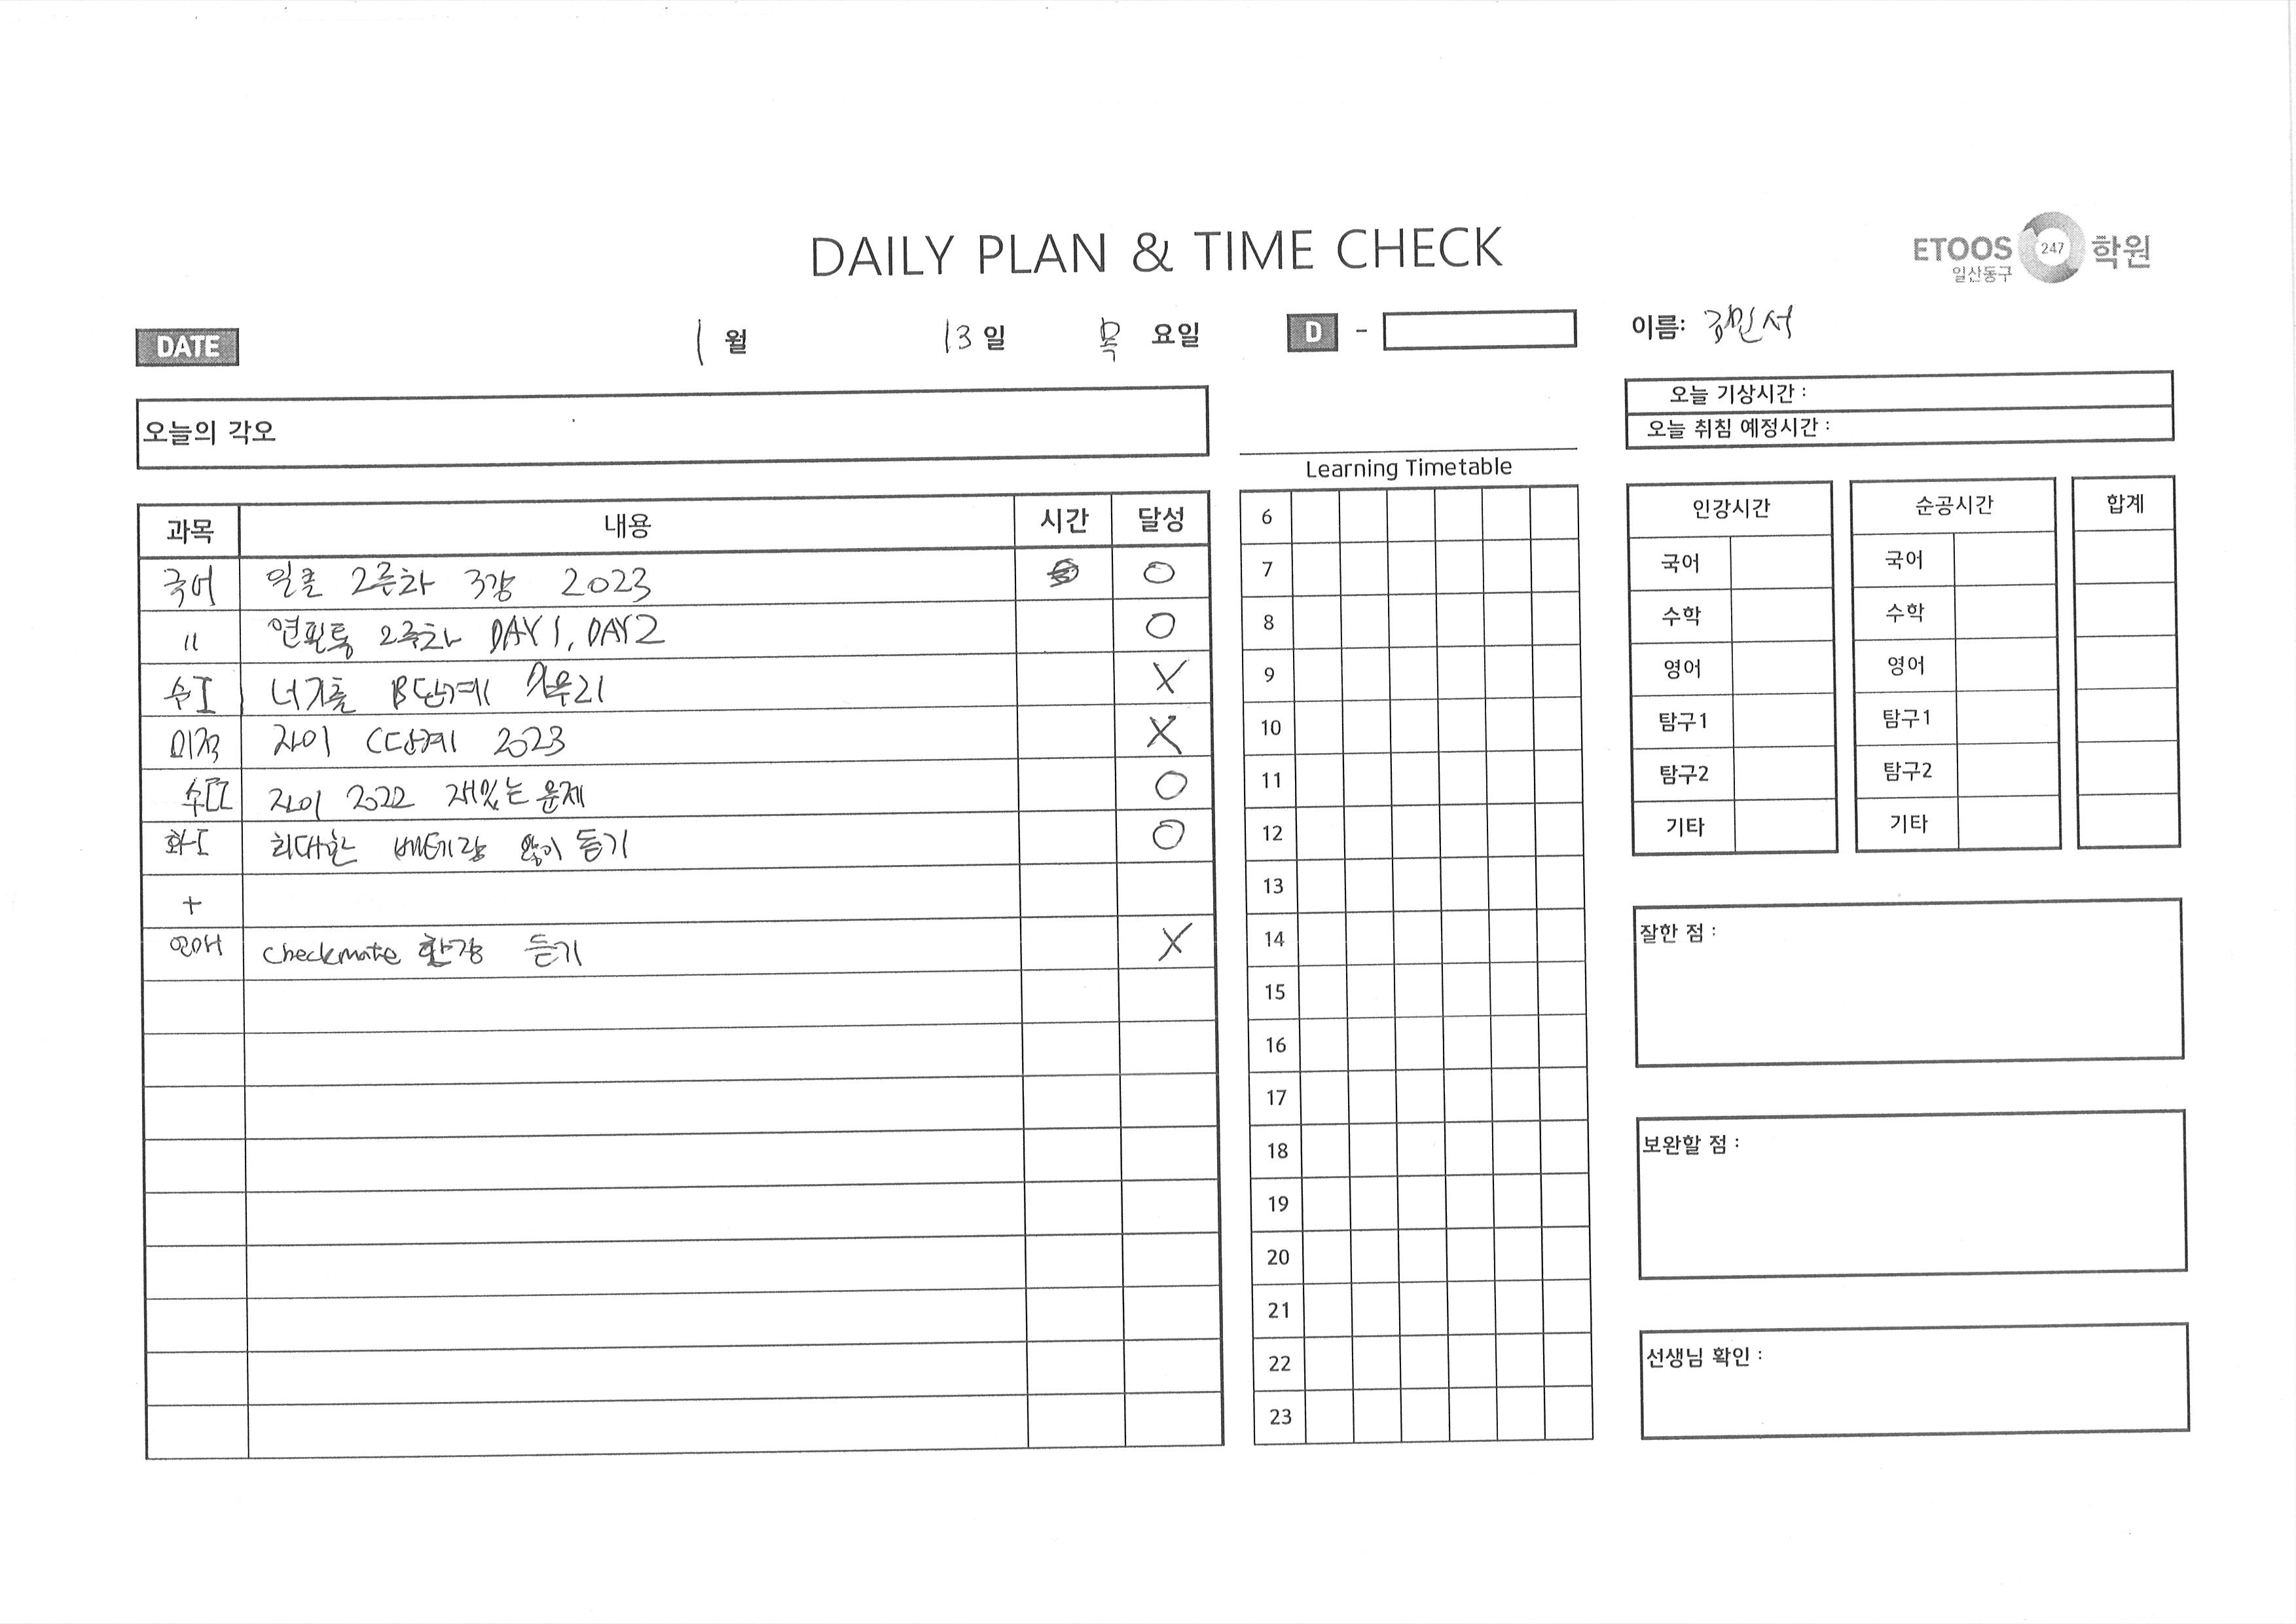 DAILY PLAN & TIME CHECK
ETOOS 247 학원
일산동구
DATE 1 월 13 일 목 요일 D -
이름: 김민서
오늘의 각오
오늘 기상시간 :
오늘 취침 예정시간 :
과목 내용 시간 달성
국어 일클 2주차 3강 2023 O
〃 연필통 2주차 DAY 1, DAY 2 O
수I 너기출 B단계 마무리 X
미적 자이 C단계 2023 X
수II 자이 2022 재있는 문제 O
화I 최대한 베테랑 많이 듣기 O
+
영어 checkmate 한강 듣기 X
Learning Timetable
6
7
8
9
10
11
12
13
14
15
16
17
18
19
20
21
22
23
인강시간 순공시간 합계
국어 국어
수학 수학
영어 영어
탐구1 탐구1
탐구2 탐구2
기타 기타
잘한 점 :
보완할 점 :
선생님 확인 :